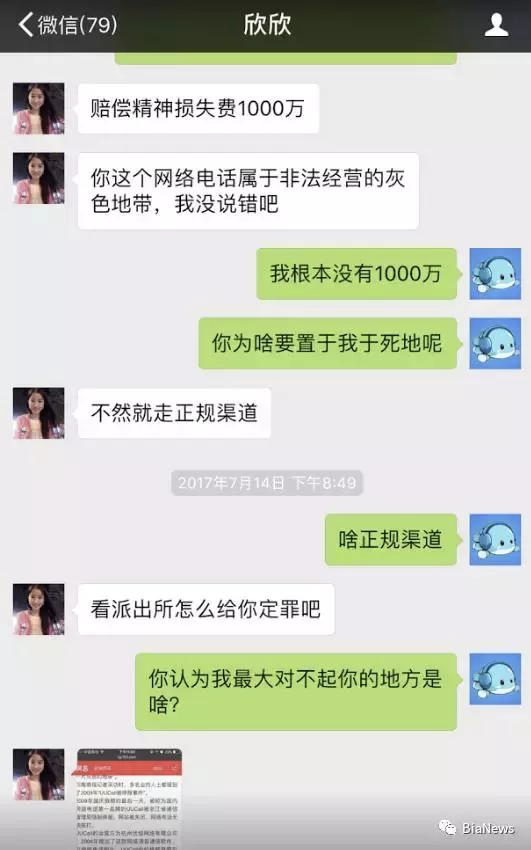 微信(79)
欣欣
赔偿精神损失费1000万
你这个网络电话属于非法经营的灰
色地带，我没说错吧
我根本没有1000万
你为啥要置于我于死地呢
不然就走正规渠道
2017年7月14日 下午8:49
啥正规渠道
看派出所怎么给你定罪吧
你认为我最大对不起你的地方是
啥？
BiaNews